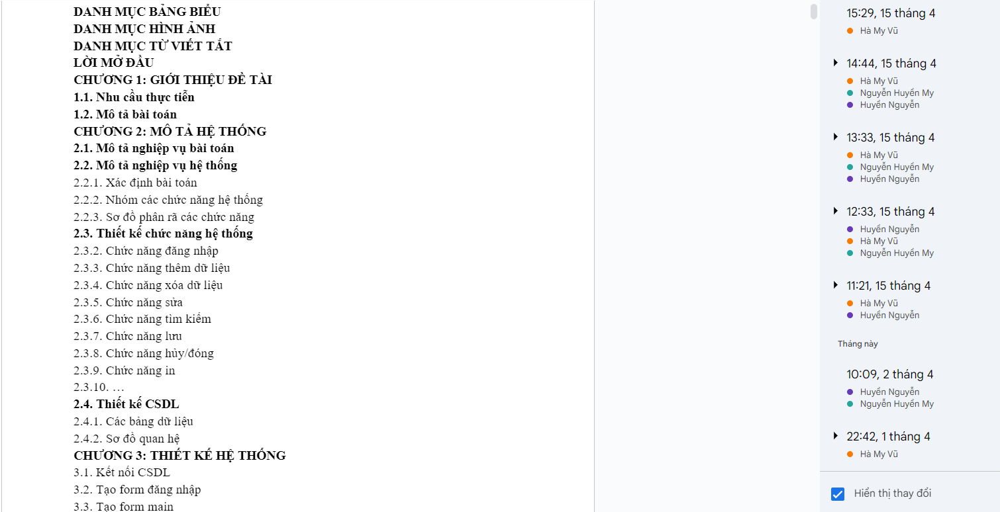 DANH MỤC BẢNG BIỂU
DANH MỤC HÌNH ẢNH
DANH MỤC TỪ VIẾT TẮT
LỜI MỞ ĐẦU
CHƯƠNG 1: GIỚI THIỆU ĐỀ TÀI
1.1. Nhu cầu thực tiễn
1.2. Mô tả bài toán
CHƯƠNG 2: MÔ TẢ HỆ THỐNG
2.1. Mô tả nghiệp vụ bài toán
2.2. Mô tả nghiệp vụ hệ thống
2.2.1. Xác định bài toán
2.2.2. Nhóm các chức năng hệ thống
2.2.3. Sơ đồ phân rã các chức năng
2.3. Thiết kế chức năng hệ thống
2.3.2. Chức năng đăng nhập
2.3.3. Chức năng thêm dữ liệu
2.3.4. Chức năng xóa dữ liệu
2.3.5. Chức năng sửa
2.3.6. Chức năng tìm kiếm
2.3.7. Chức năng lưu
2.3.8. Chức năng hủy/đóng
2.3.9. Chức năng in
2.3.10. …
2.4. Thiết kế CSDL
2.4.1. Các bảng dữ liệu
2.4.2. Sơ đồ quan hệ
CHƯƠNG 3: THIẾT KẾ HỆ THỐNG
3.1. Kết nối CSDL
3.2. Tạo form đăng nhập
3.3. Tạo form main
15:29, 15 tháng 4
Hà My Vũ
14:44, 15 tháng 4
Hà My Vũ
Nguyễn Huyền My
Huyền Nguyễn
13:33, 15 tháng 4
Hà My Vũ
Nguyễn Huyền My
Huyền Nguyễn
12:33, 15 tháng 4
Huyền Nguyễn
Hà My Vũ
Nguyễn Huyền My
11:21, 15 tháng 4
Hà My Vũ
Huyền Nguyễn
Tháng này
10:09, 2 tháng 4
Huyền Nguyễn
Nguyễn Huyền My
22:42, 1 tháng 4
Hà My Vũ
Hiển thị thay đổi